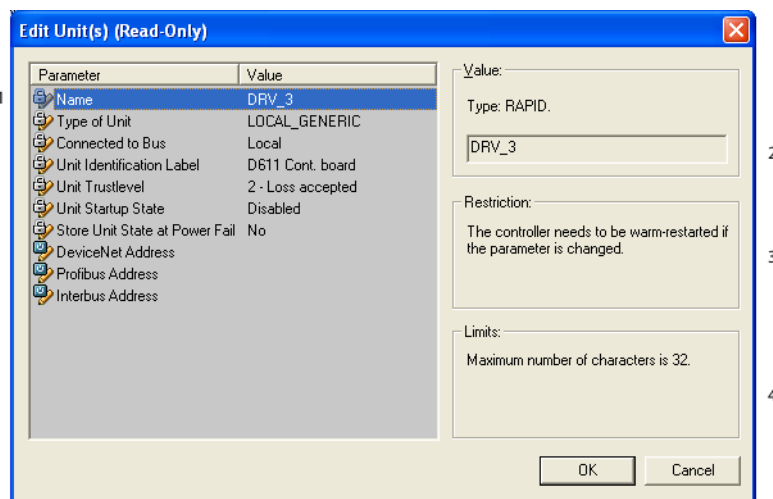 Edit Unit(s) (Read-Only)
Parameter Value
Name DRV_3
Type of Unit LOCAL_GENERIC
Connected to Bus Local
Unit Identification Label D611 Cont. board
Unit Trustlevel 2 - Loss accepted
Unit Startup State Disabled
Store Unit State at Power Fail No
DeviceNet Address
Profibus Address
Interbus Address
Value:
Type: RAPID.
DRV_3
Restriction:
The controller needs to be warm-restarted if
the parameter is changed.
Limits:
Maximum number of characters is 32.
OK Cancel